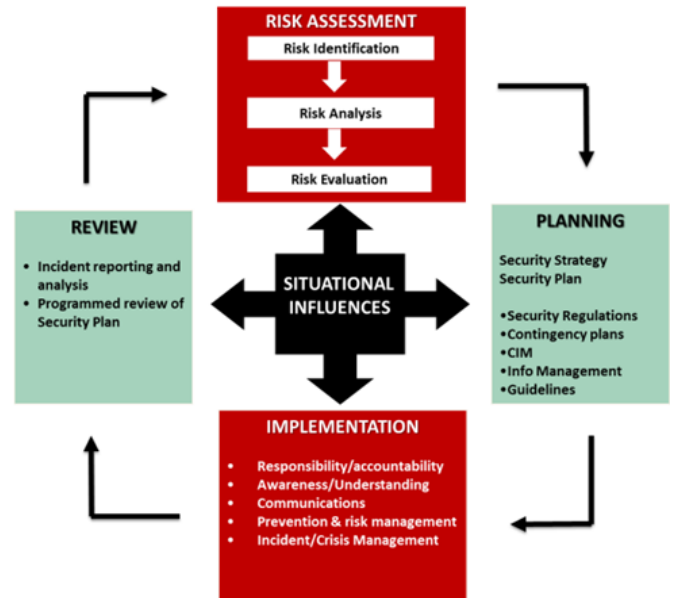 RISK ASSESSMENT
Risk Identification
Risk Analysis
Risk Evaluation
REVIEW
• Incident reporting and
analysis
• Programmed review of
Security Plan
SITUATIONAL
INFLUENCES
PLANNING
Security Strategy
Security Plan
•Security Regulations
•Contingency plans
•CIM
•Info Management
•Guidelines
IMPLEMENTATION
• Responsibility/accountability
• Awareness/Understanding
• Communications
• Prevention & risk management
• Incident/Crisis Management